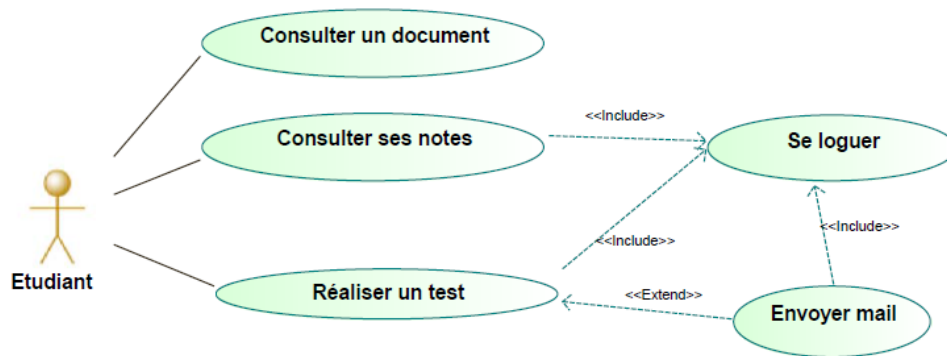 Consulter un document
Consulter ses notes
<<Include>>
Se loguer
<<Include>>
<<Include>>
Etudiant
Réaliser un test
<<Extend>>
Envoyer mail